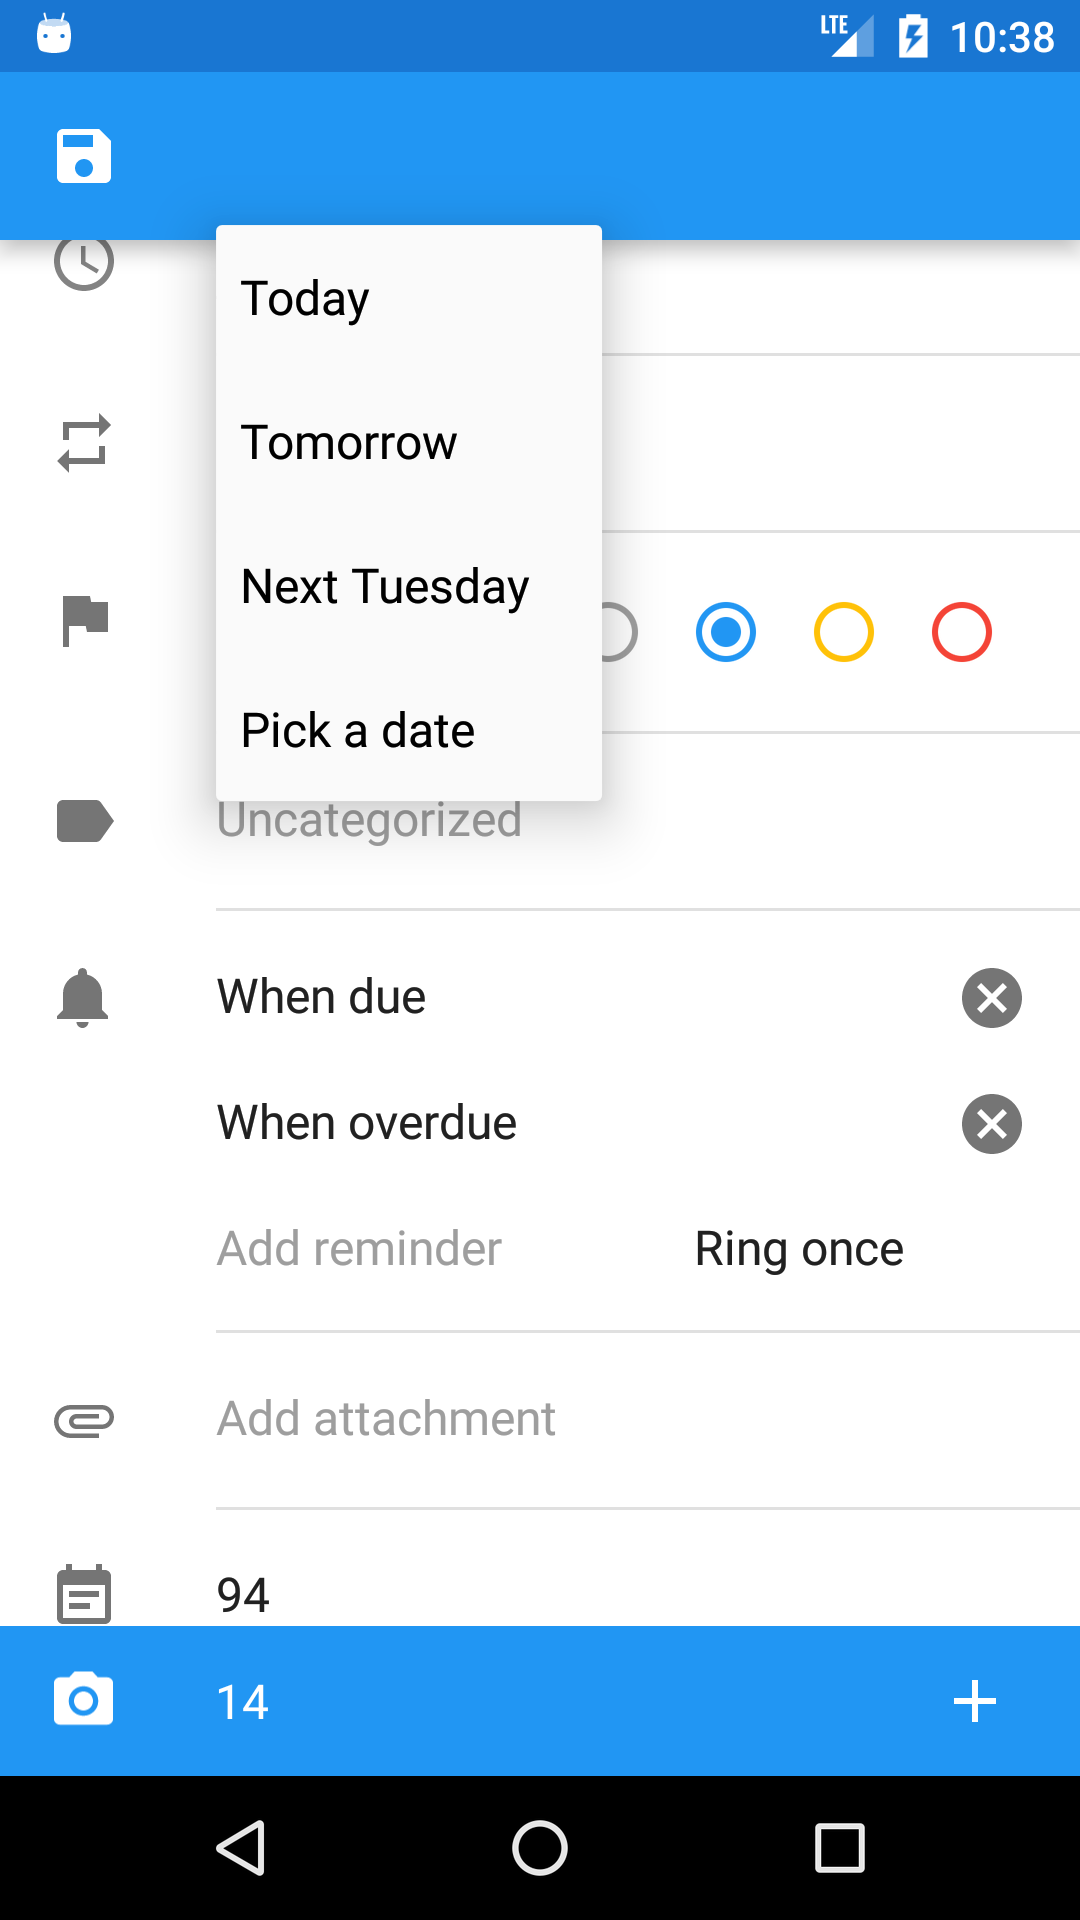 LTE 10:38
Today
Tomorrow
Next Tuesday
Pick a date
Uncategorized
When due
When overdue
Add reminder Ring once
Add attachment
94
14